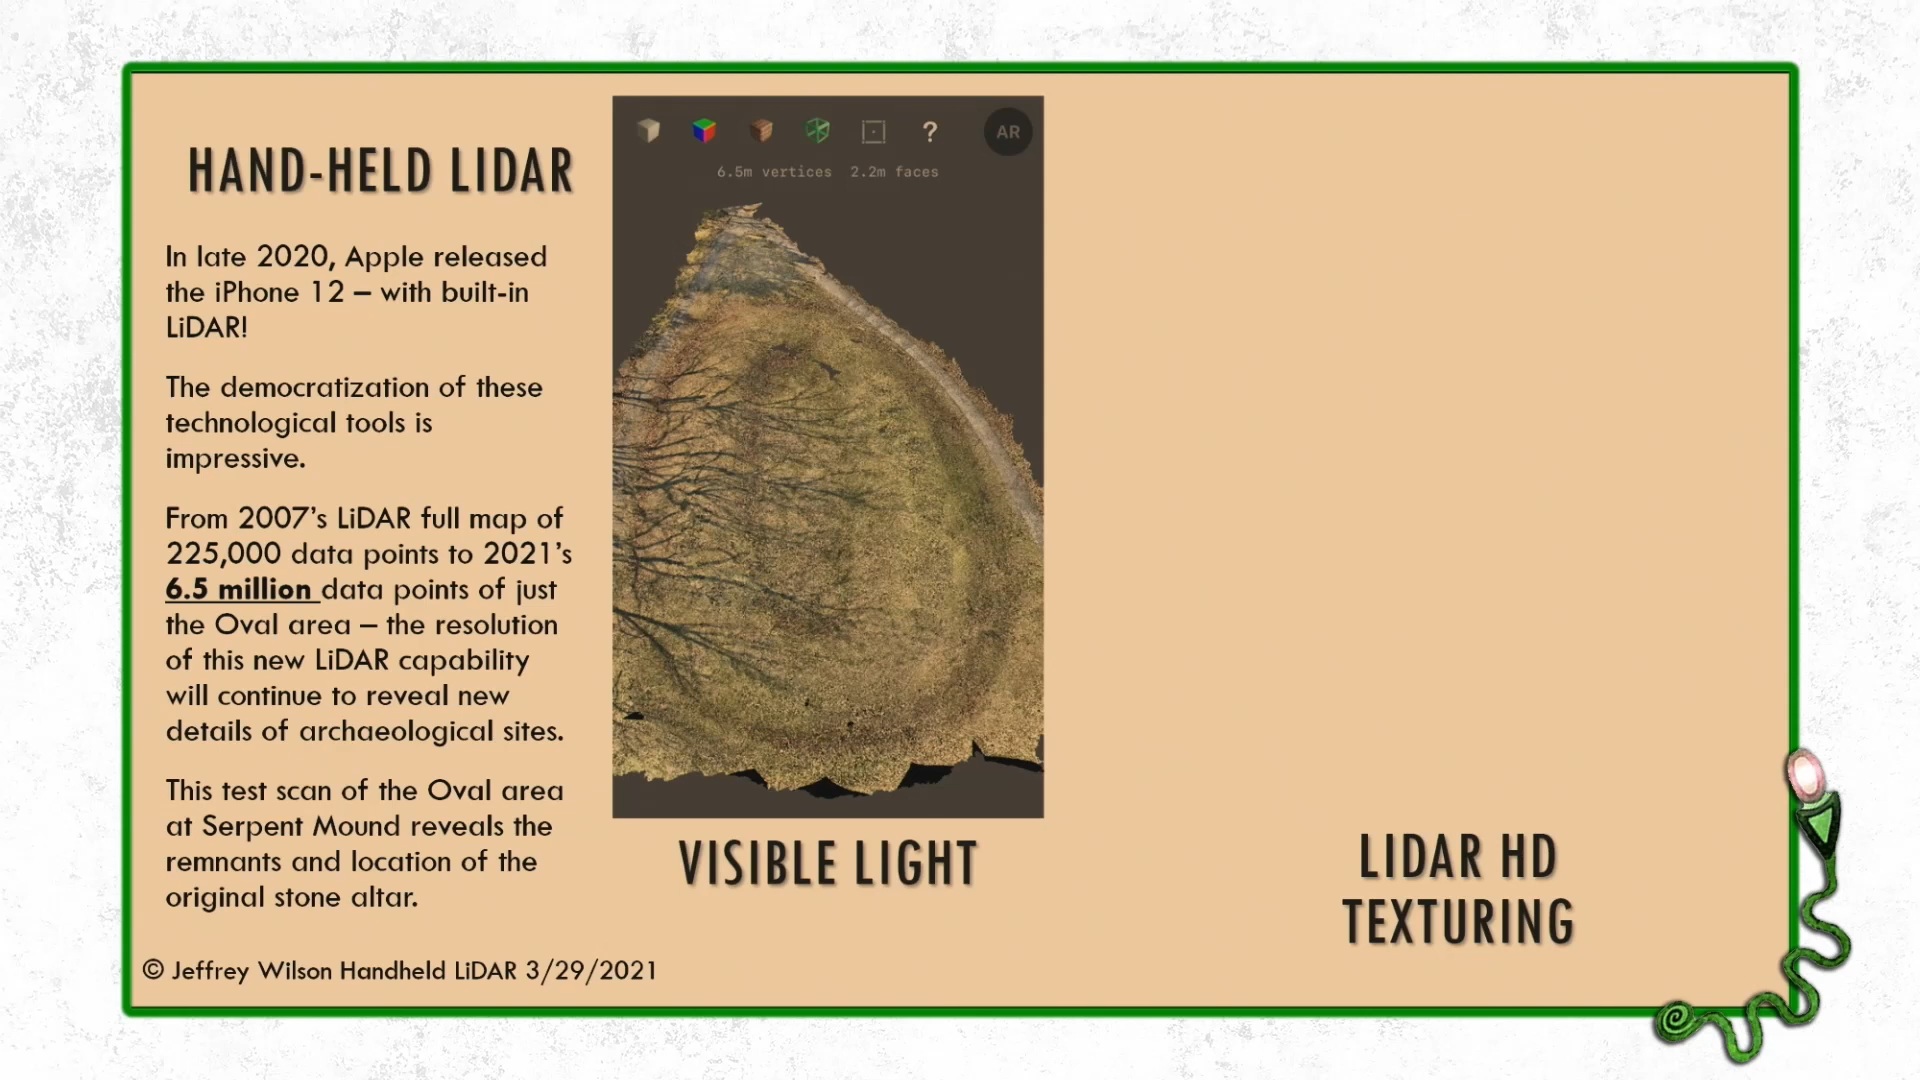 HAND-HELD LIDAR
In late 2020, Apple released
the iPhone 12 – with built-in
LiDAR!
The democratization of these
technological tools is
impressive.
From 2007’s LiDAR full map of
225,000 data points to 2021’s
6.5 million data points of just
the Oval area – the resolution
of this new LiDAR capability
will continue to reveal new
details of archaeological sites.
This test scan of the Oval area
at Serpent Mound reveals the
remnants and location of the
original stone altar.
© Jeffrey Wilson Handheld LiDAR 3/29/2021
? AR
6.5m vertices 2.2m faces
VISIBLE LIGHT
LIDAR HD
TEXTURING